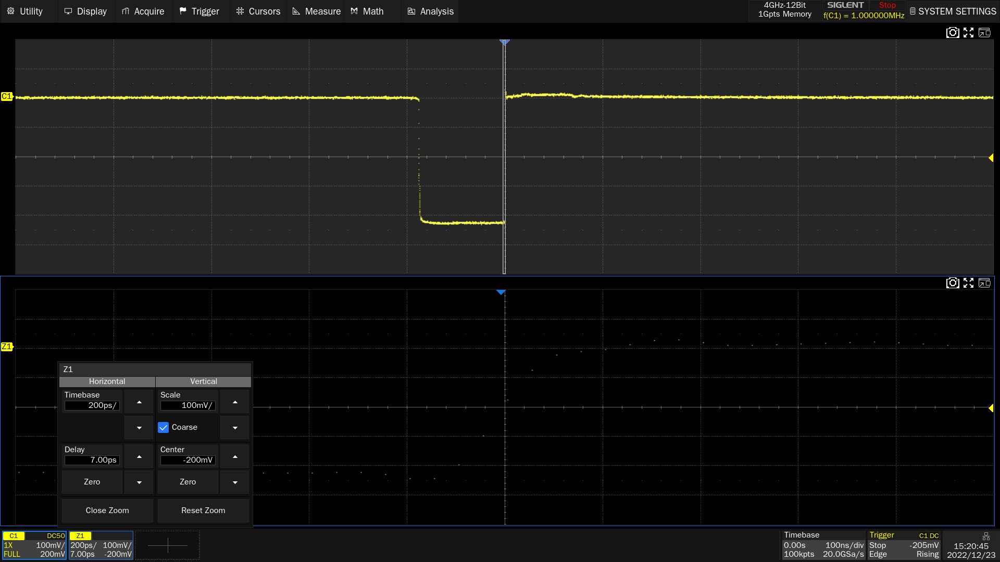 Utility Display Acquire Trigger Cursors Measure Math Analysis
4GHz-12Bit
1Gpts Memory
SIGLENT Stop
f(C1) = 1.000000MHz
SYSTEM SETTINGS
C1
Z1
Z1
Horizontal Vertical
Timebase Scale
200ps/ 100mV/
Coarse
Delay Center
7.00ps -200mV
Zero Zero
Close Zoom Reset Zoom
C1 DC50
1X 100mV/
FULL 200mV
Z1
200ps/ 100mV/
7.00ps -200mV
Timebase
0.00s 100ns/div
100kpts 20.0GSa/s
Trigger C1 DC
Stop -205mV
Edge Rising
15:20:45
2022/12/23